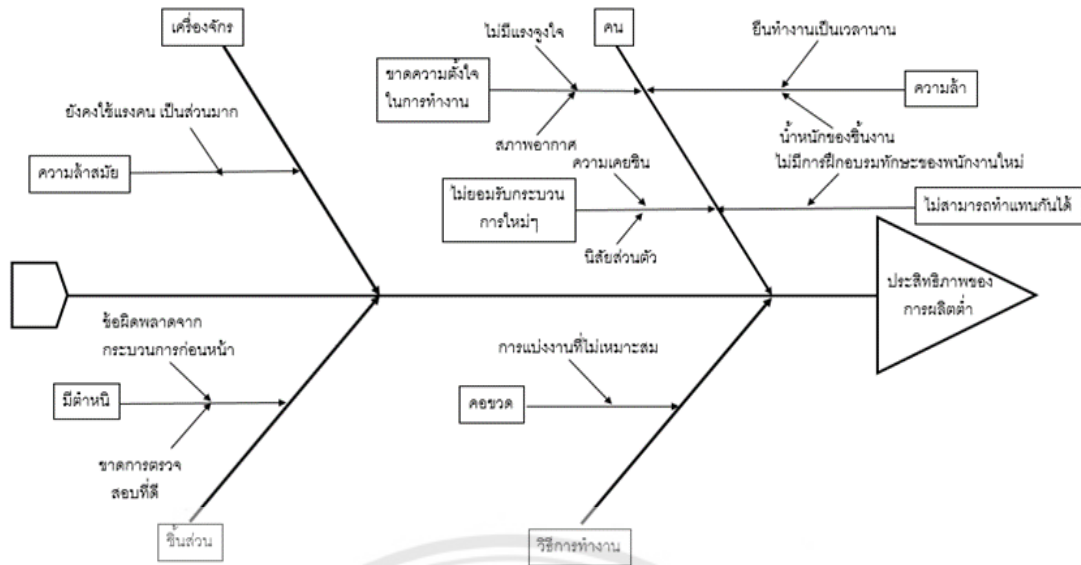 เครื่องจักร
ยังคงใช้แรงคน เป็นส่วนมาก
ความล้าสมัย
คน
ไม่มีแรงจูงใจ
ขาดความตั้งใจ
ในการทำงาน
สภาพอากาศ
ยืนทำงานเป็นเวลานาน
ความล้า
น้ำหนักของชิ้นงาน
ความเคยชิน
ไม่ยอมรับกระบวน
การใหม่ๆ
นิสัยส่วนตัว
ไม่มีการฝึกอบรมทักษะของพนักงานใหม่
ไม่สามารถทำแทนกันได้
ประสิทธิภาพของ
การผลิตต่ำ
ข้อผิดพลาดจาก
กระบวนการก่อนหน้า
มีตำหนิ
ขาดการตรวจ
สอบที่ดี
ชิ้นส่วน
การแบ่งงานที่ไม่เหมาะสม
คอขวด
วิธีการทำงาน